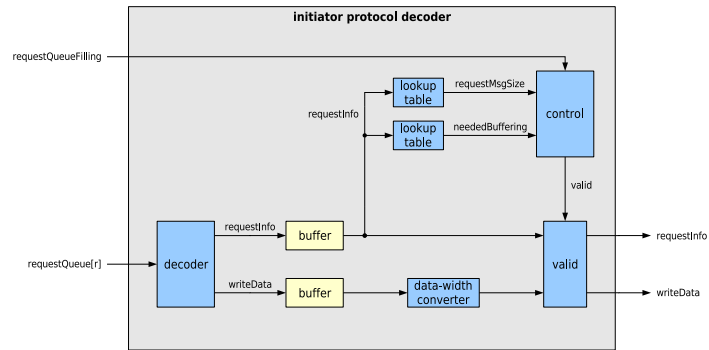 initiator protocol decoder
requestQueueFilling
lookup
table
requestMsgSize
requestInfo
control
lookup
table
neededBuffering
valid
requestInfo
buffer
requestInfo
requestQueue[r]
decoder
valid
writeData
buffer
data-width
converter
writeData